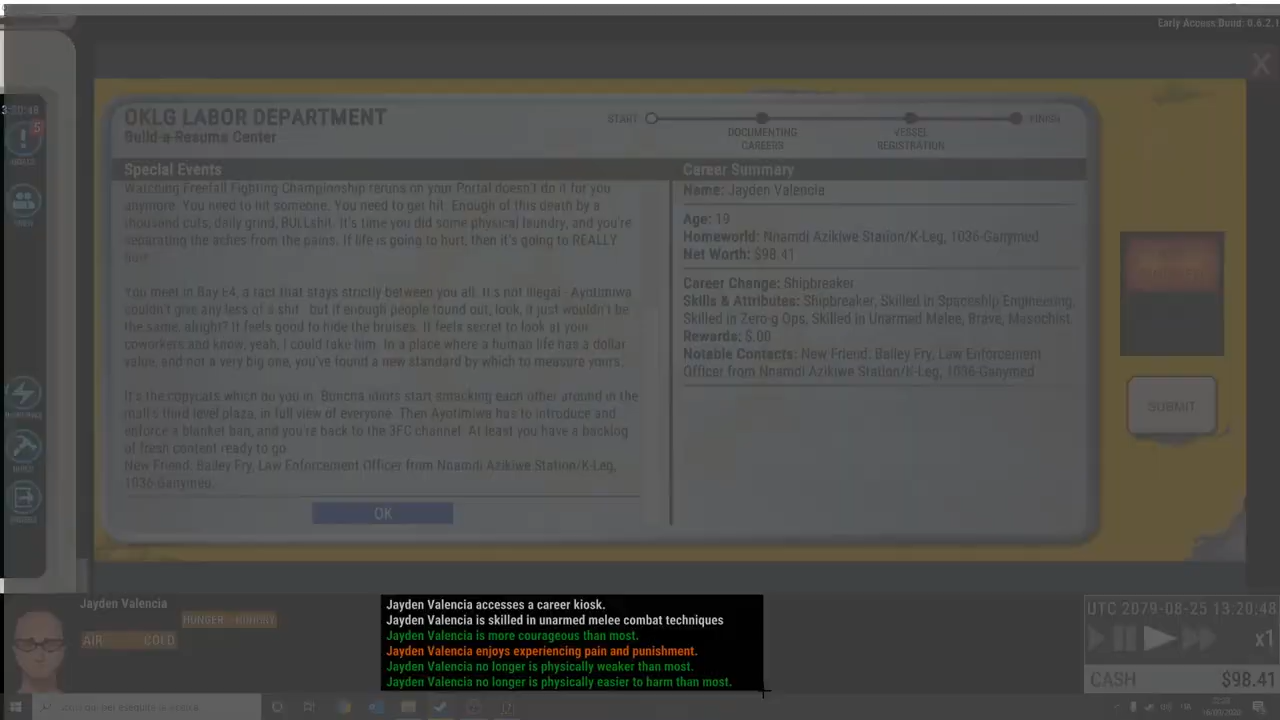 Early Access Build: 0.6.2.1
3-20:48
OKLG LABOR DEPARTMENT
Build-a-Resume Center
START
DOCUMENTING
CAREERS
VESSEL
REGISTRATION
FINISH
Special Events
Watching Freefall Fighting Championship reruns on your Portal doesn't do it for you
anymore. You need to hit someone. You need to get hit. Enough of this death by a
thousand cuts, daily grind, BULLshit. It's time you did some physical laundry, and you're
separating the aches from the pains. If life is going to hurt, then it's going to REALLY
hurt.
You meet in Bay E4, a fact that stays strictly between you all. It's not illegal - Ayotimiwa
couldn't give any less of a shit - but if enough people found out, look, it just wouldn't be
the same, alright? It feels good to hide the bruises. It feels secret to look at your
coworkers and know, yeah, I could take him. In a place where a human life has a dollar
value, and not a very big one, you've found a new standard by which to measure yours.
It's the copycats which do you in. Buncha idiots start smacking each other around in the
mall's third level plaza, in full view of everyone. Then Ayotimiwa has to introduce and
enforce a blanket ban, and you're back to the 3FC channel. At least you have a backlog
of fresh content ready to go.
New Friend: Bailey Fry, Law Enforcement Officer from Nnamdi Azikiwe Station/K-Leg,
1036-Ganymed.
OK
Career Summary
Name: Jayden Valencia
Age: 19
Homeworld: Nnamdi Azikiwe Station/K-Leg, 1036-Ganymed
Net Worth: $98.41
Career Change: Shipbreaker
Skills & Attributes: Shipbreaker, Skilled in Spaceship Engineering,
Skilled in Zero-g Ops, Skilled in Unarmed Melee, Brave, Masochist.
Rewards: $.00
Notable Contacts: New Friend: Bailey Fry, Law Enforcement
Officer from Nnamdi Azikiwe Station/K-Leg, 1036-Ganymed
SUBMIT
X
5
Jayden Valencia
HUNGER
AIR
COLD
Jayden Valencia accesses a career kiosk.
Jayden Valencia is skilled in unarmed melee combat techniques
Jayden Valencia is more courageous than most.
Jayden Valencia enjoys experiencing pain and punishment.
Jayden Valencia no longer is physically weaker than most.
Jayden Valencia no longer is physically easier to harm than most.
UTC 2079-08-25 13:20:48
x1
CASH
$98.41